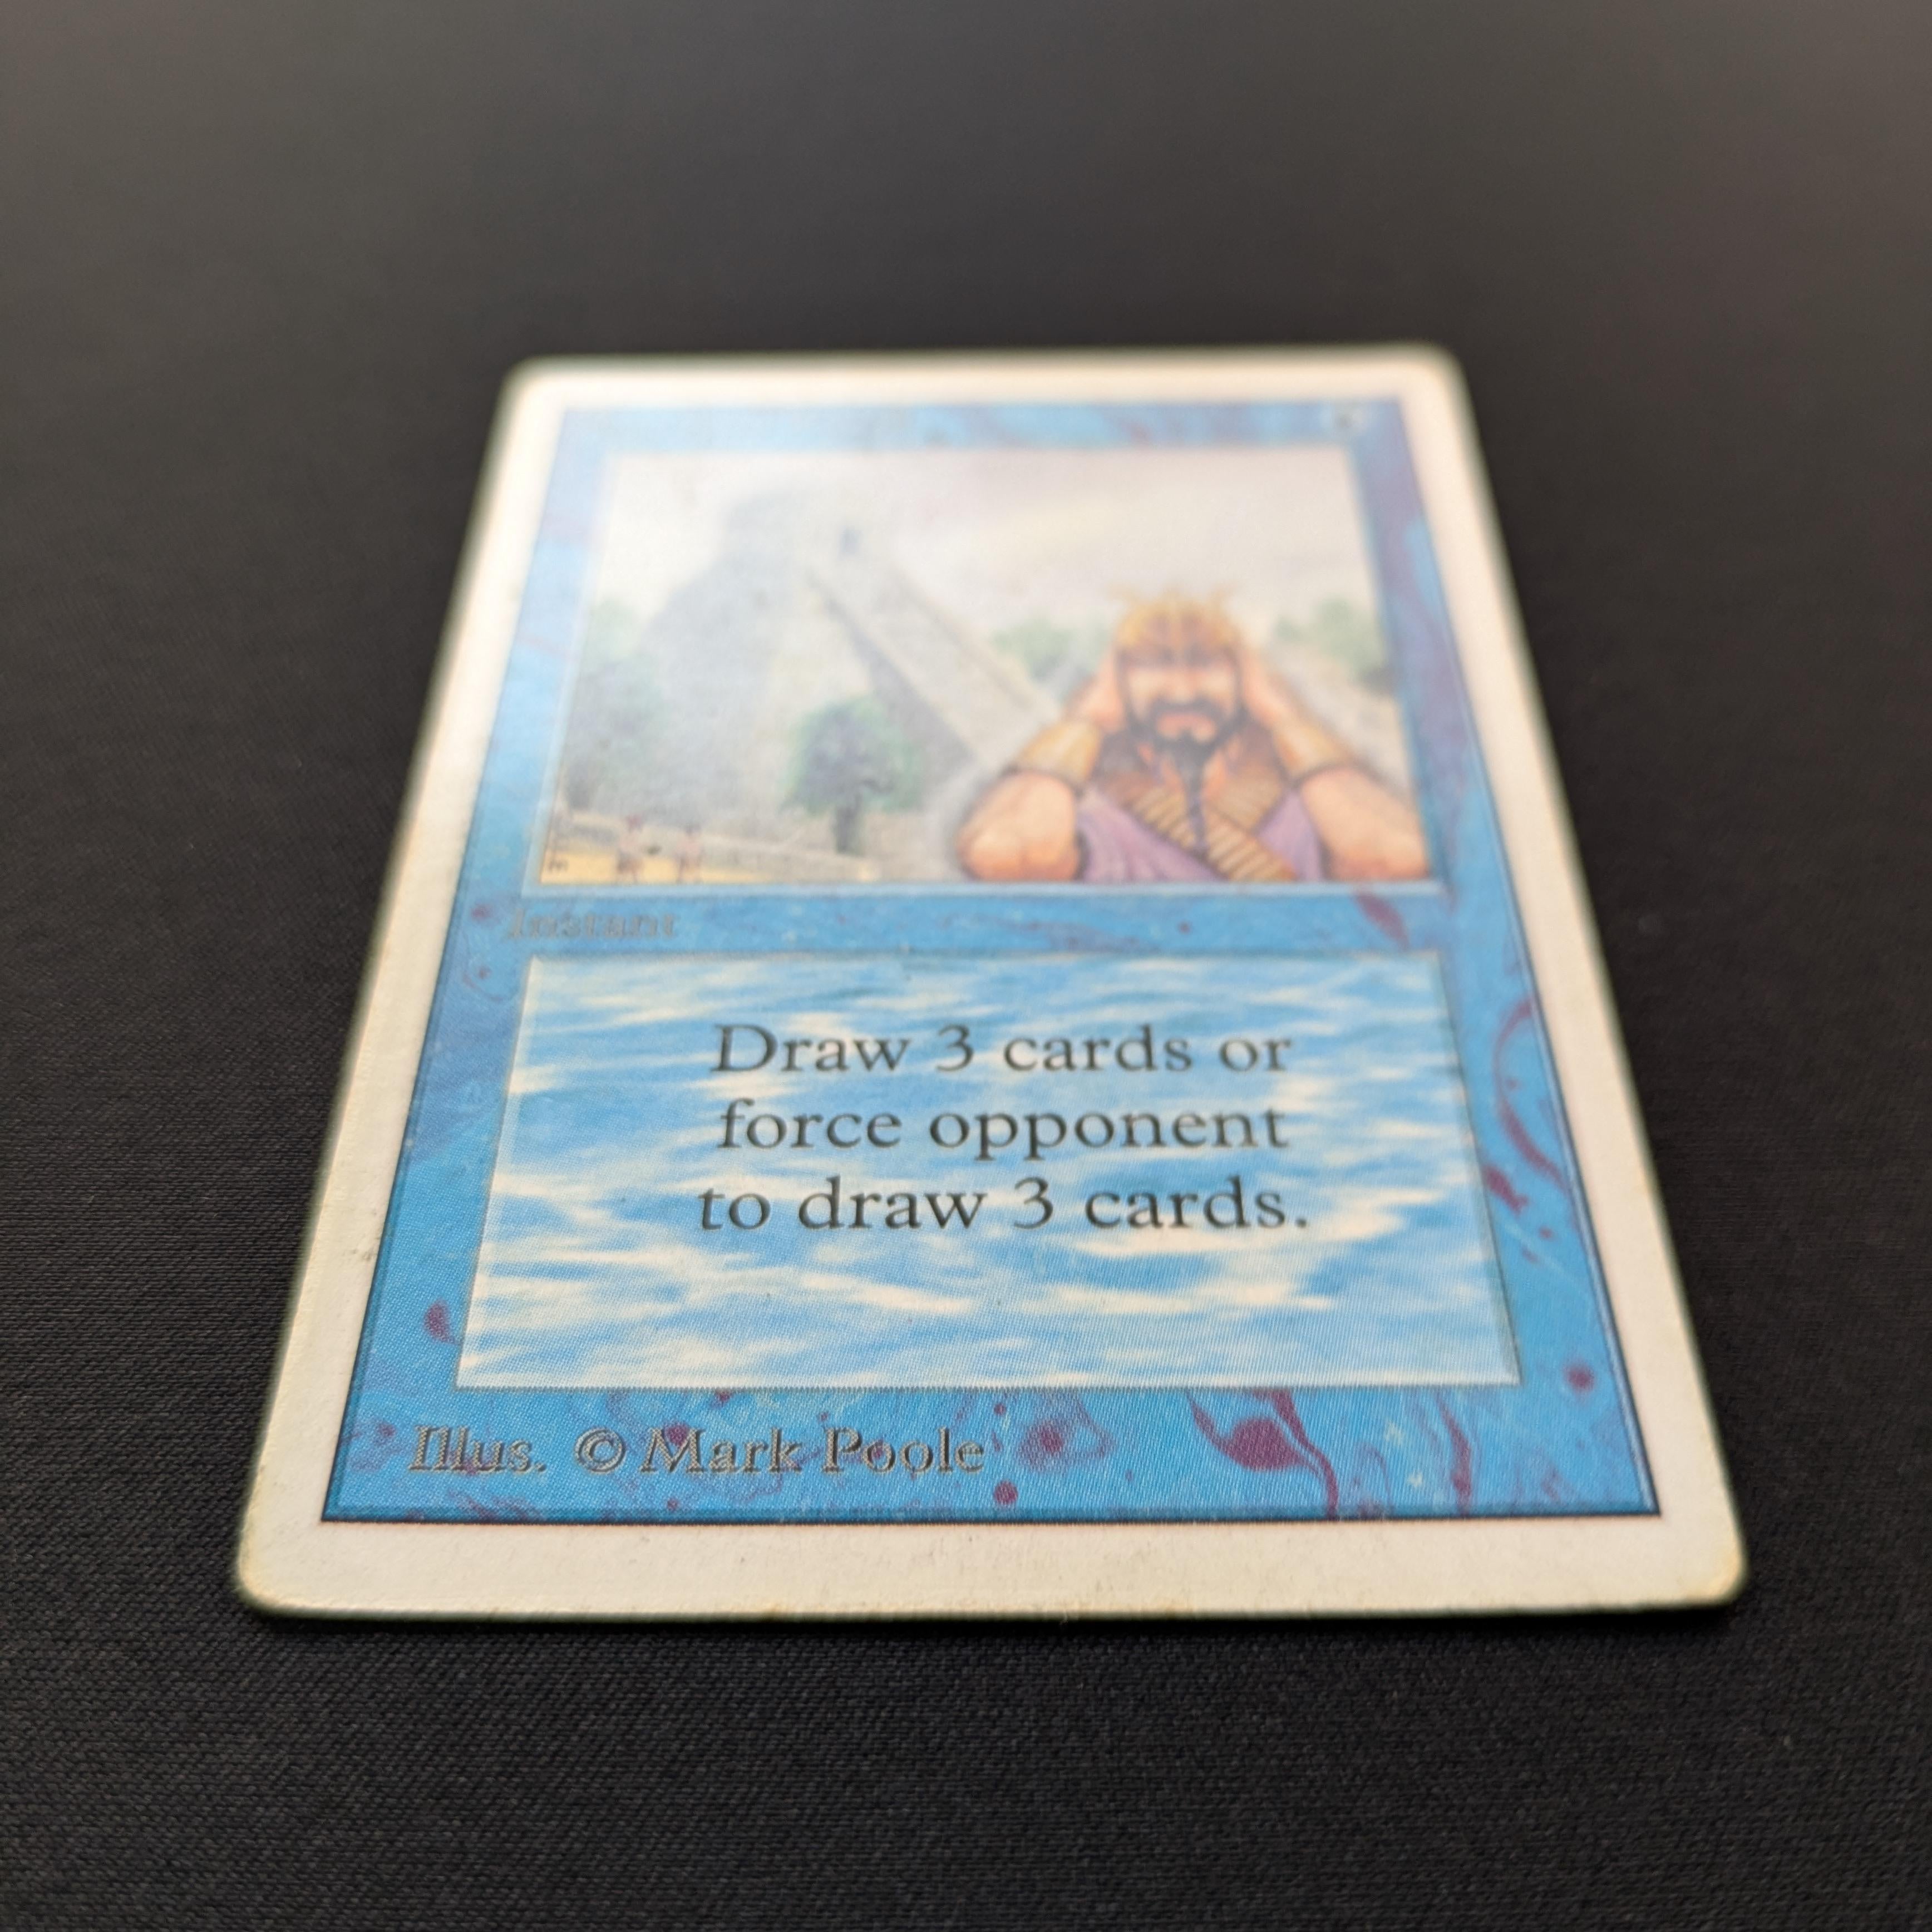 Instant
Draw 3 cards or
force opponent
to draw 3 cards.
Illus. © Mark Poole